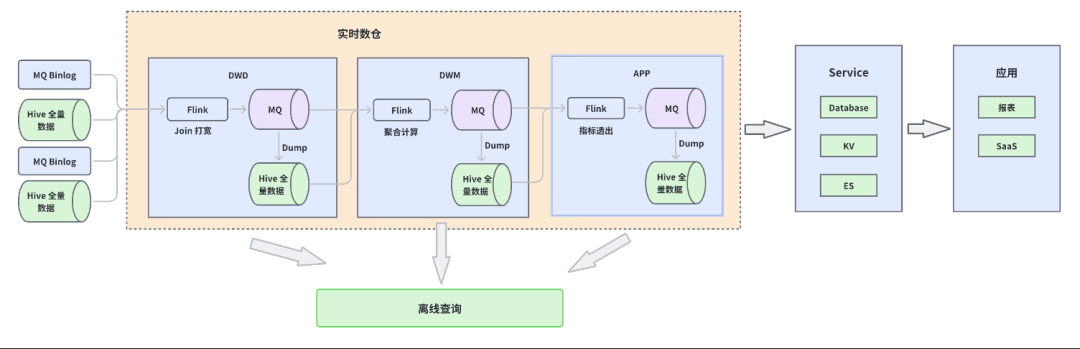 实时数仓
MQ Binlog
Hive 全量
数据
MQ Binlog
Hive 全量
数据
DWD
Flink
MQ
Join 打宽
Dump
Hive 全
量数据
DWM
Flink
MQ
聚合计算
Dump
Hive 全
量数据
APP
Flink
MQ
指标透出
Dump
Hive 全
量数据
Service
Database
KV
ES
应用
报表
SaaS
离线查询